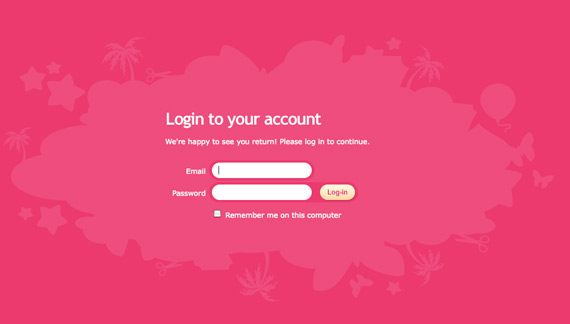 Login to your account
We're happy to see you return! Please log in to continue.
Email
Password
Log-in
Remember me on this computer